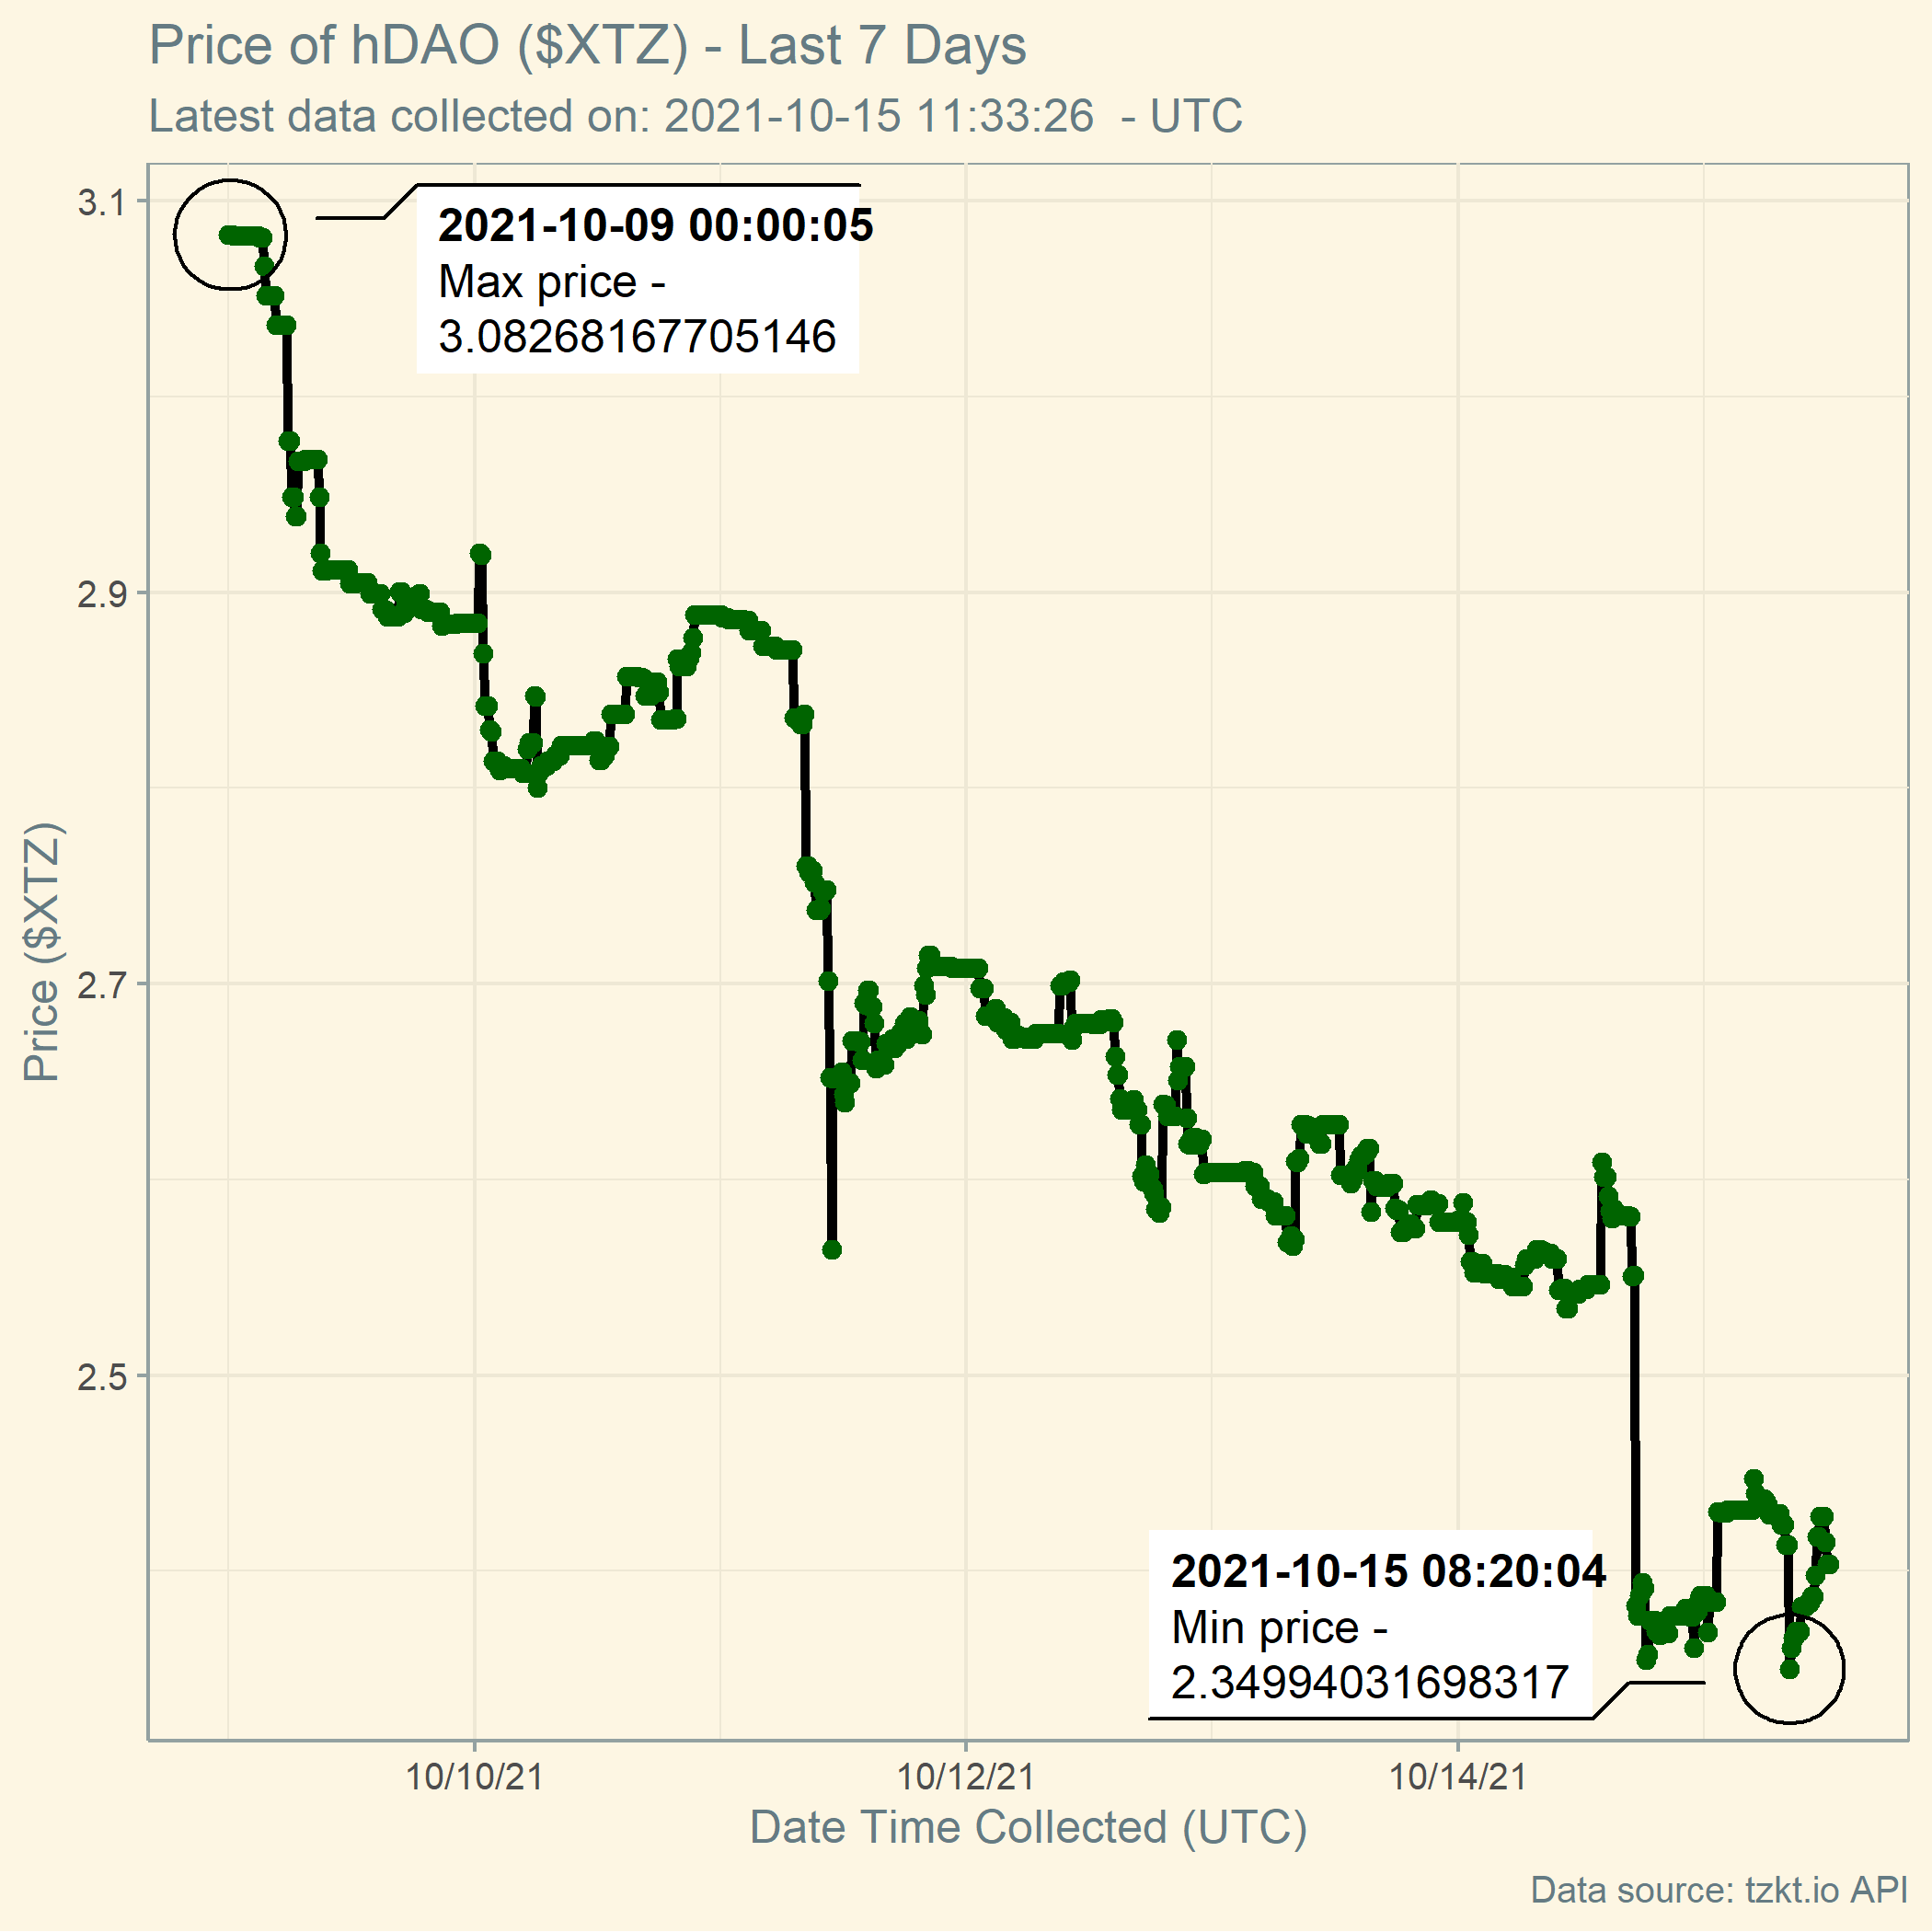 Price of hDAO ($XTZ) - Last 7 Days
Latest data collected on: 2021-10-15 11:33:26  - UTC
3.1
2.9
2.7
2.5
Price ($XTZ)
2021-10-09 00:00:05
Max price -
3.08268167705146
2021-10-15 08:20:04
Min price -
2.34994031698317
10/10/21
10/12/21
10/14/21
Date Time Collected (UTC)
Data source: tzkt.io API